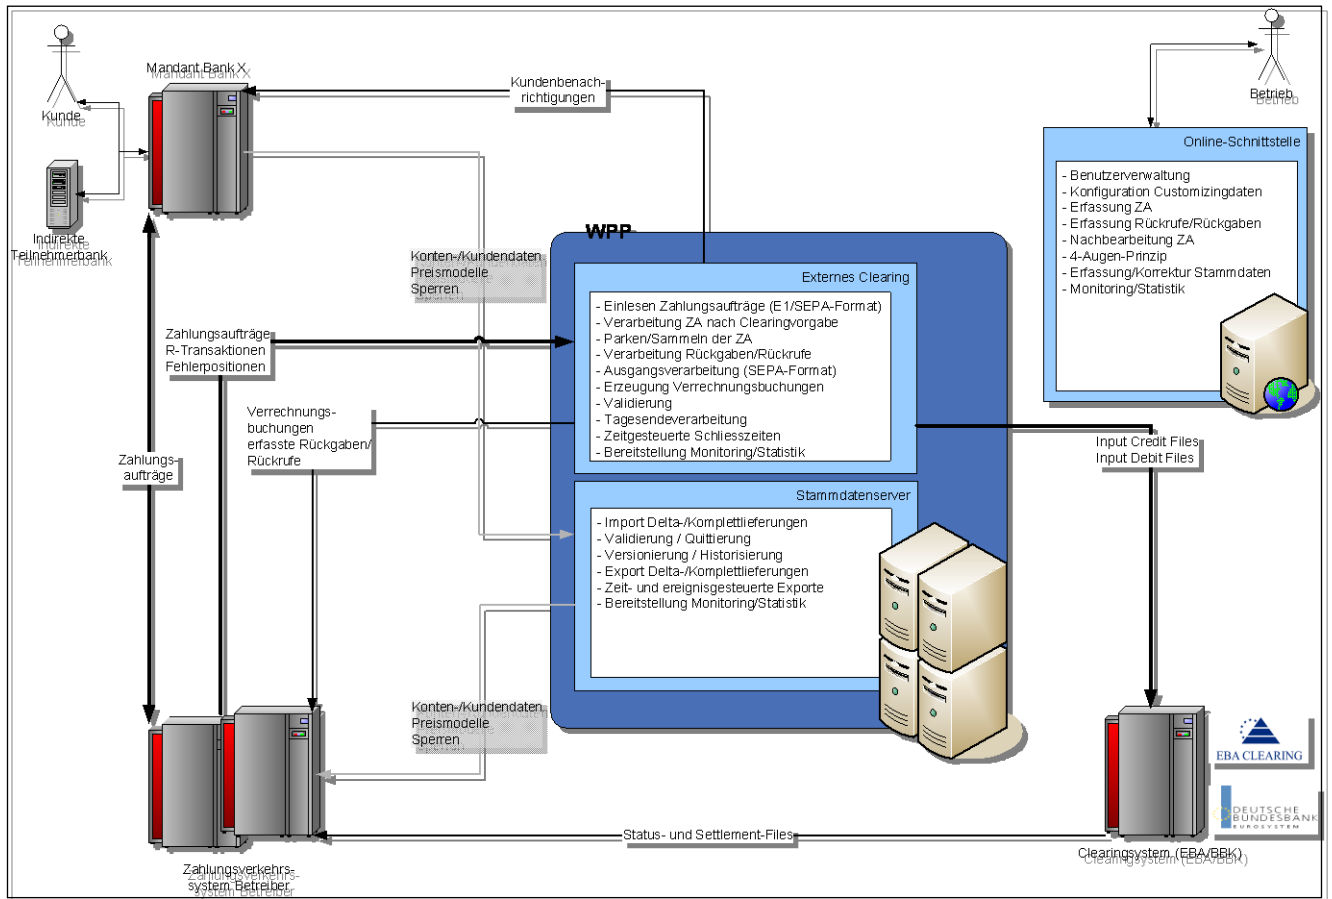 Mandant Bank X
Kunde
Indirekte
Teilnehmerbank
Kundenbenach-
richtigungen
Betrieb
Online-Schnittstelle
- Benutzerverwaltung
- Konfiguration Customizingdaten
- Erfassung ZA
- Erfassung Rückrufe/Rückgaben
- Nachbearbeitung ZA
- 4-Augen-Prinzip
- Erfassung/Korrektur Stammdaten
- Monitoring/Statistik
WPP
Konten-/Kundendaten
Preismodelle
Sperren
Externes Clearing
- Einlesen Zahlungsaufträge (E1/SEPA-Format)
- Verarbeitung ZA nach Clearingvorgabe
- Parken/Sammeln der ZA
- Verarbeitung Rückgaben/Rückrufe
- Ausgangsverarbeitung (SEPA-Format)
- Erzeugung Verrechnungsbuchungen
- Validierung
- Tagesendeverarbeitung
- Zeitgesteuerte Schliesszeiten
- Bereitstellung Monitoring/Statistik
Zahlungsaufträge
R-Transaktionen
Fehlerpositionen
Verrechnungs-
buchungen
erfasste Rückgaben/
Rückrufe
Zahlungs-
aufträge
Input Credit Files
Input Debit Files
Stammdatenserver
- Import Delta-/Komplettlieferungen
- Validierung / Quittierung
- Versionierung / Historisierung
- Export Delta-/Komplettlieferungen
- Zeit- und ereignisgesteuerte Exporte
- Bereitstellung Monitoring/Statistik
Konten-/Kundendaten
Preismodelle
Sperren
EBA CLEARING
DEUTSCHE
BUNDESBANK
EUROSYSTEM
Status- und Settlement-Files
Clearingsystem (EBA/BBK)
Zahlungsverkehrs-
system Betreiber